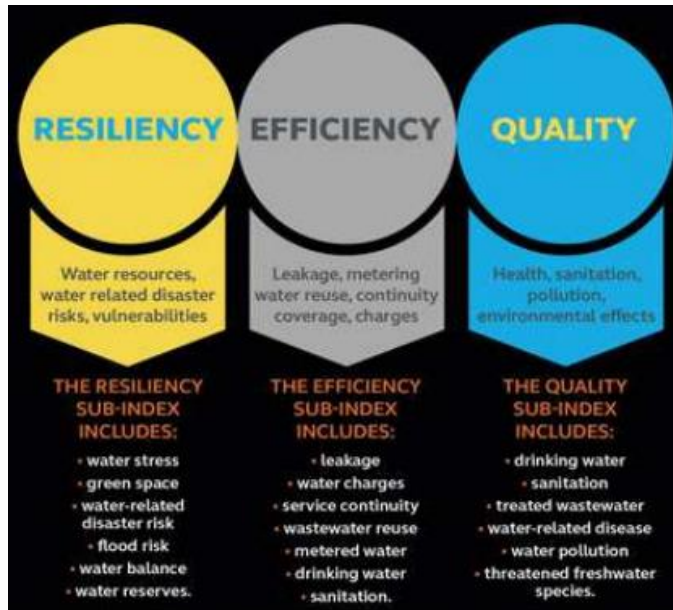 RESILIENCY
Water resources,
water related disaster
risks, vulnerabilities
THE RESILIENCY
SUB-INDEX
INCLUDES:
• water stress
• green space
• water-related
disaster risk
• flood risk
• water balance
• water reserves.
EFFICIENCY
Leakage, metering
water reuse, continuity
coverage, charges
THE EFFICIENCY
SUB-INDEX
INCLUDES:
• leakage
• water charges
• service continuity
• wastewater reuse
• metered water
• drinking water
• sanitation.
QUALITY
Health, sanitation,
pollution,
environmental effects
THE QUALITY
SUB-INDEX
INCLUDES:
• drinking water
• sanitation
• treated wastewater
• water-related disease
• water pollution
• threatened freshwater
species.